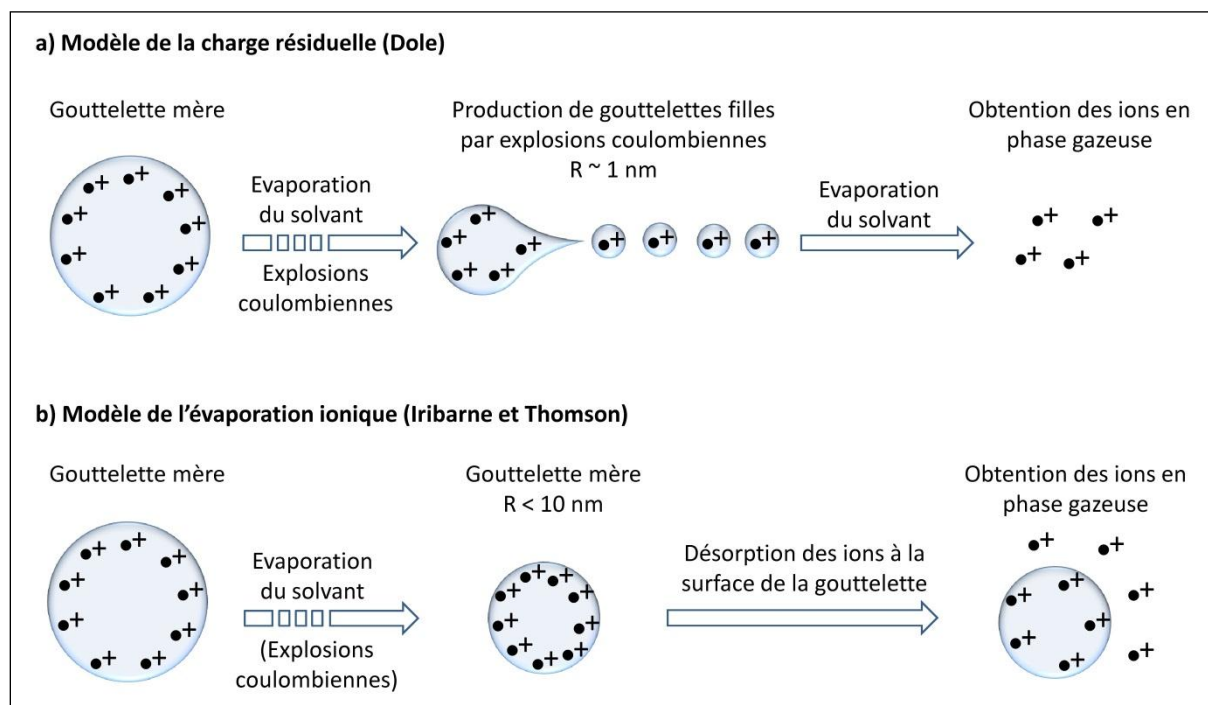 a) Modèle de la charge résiduelle (Dole)
Gouttelette mère
Evaporation
du solvant
Explosions
coulombiennes
Production de gouttelettes filles
par explosions coulombiennes
R ~ 1 nm
Evaporation
du solvant
Obtention des ions en
phase gazeuse
b) Modèle de l’évaporation ionique (Iribarne et Thomson)
Gouttelette mère
Evaporation
du solvant
(Explosions
coulombiennes)
Gouttelette mère
R < 10 nm
Désorption des ions à la
surface de la gouttelette
Obtention des ions en
phase gazeuse